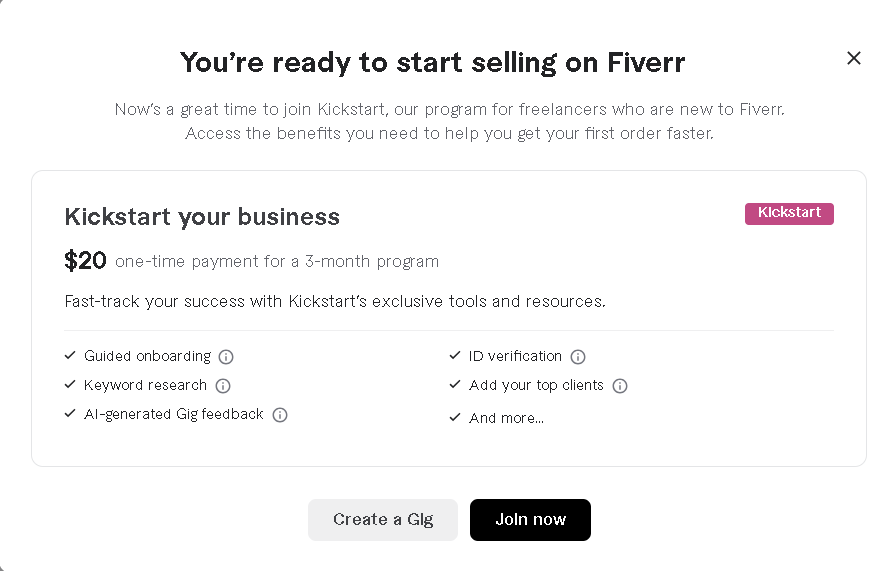 You’re ready to start selling on Fiverr
Now’s a great time to join Kickstart, our program for freelancers who are new to Fiverr.
Access the benefits you need to help you get your first order faster.
Kickstart your business
Kickstart
$20 one-time payment for a 3-month program
Fast-track your success with Kickstart’s exclusive tools and resources.
Guided onboarding
ID verification
Keyword research
Add your top clients
AI-generated Gig feedback
And more...
Create a Gig
Join now